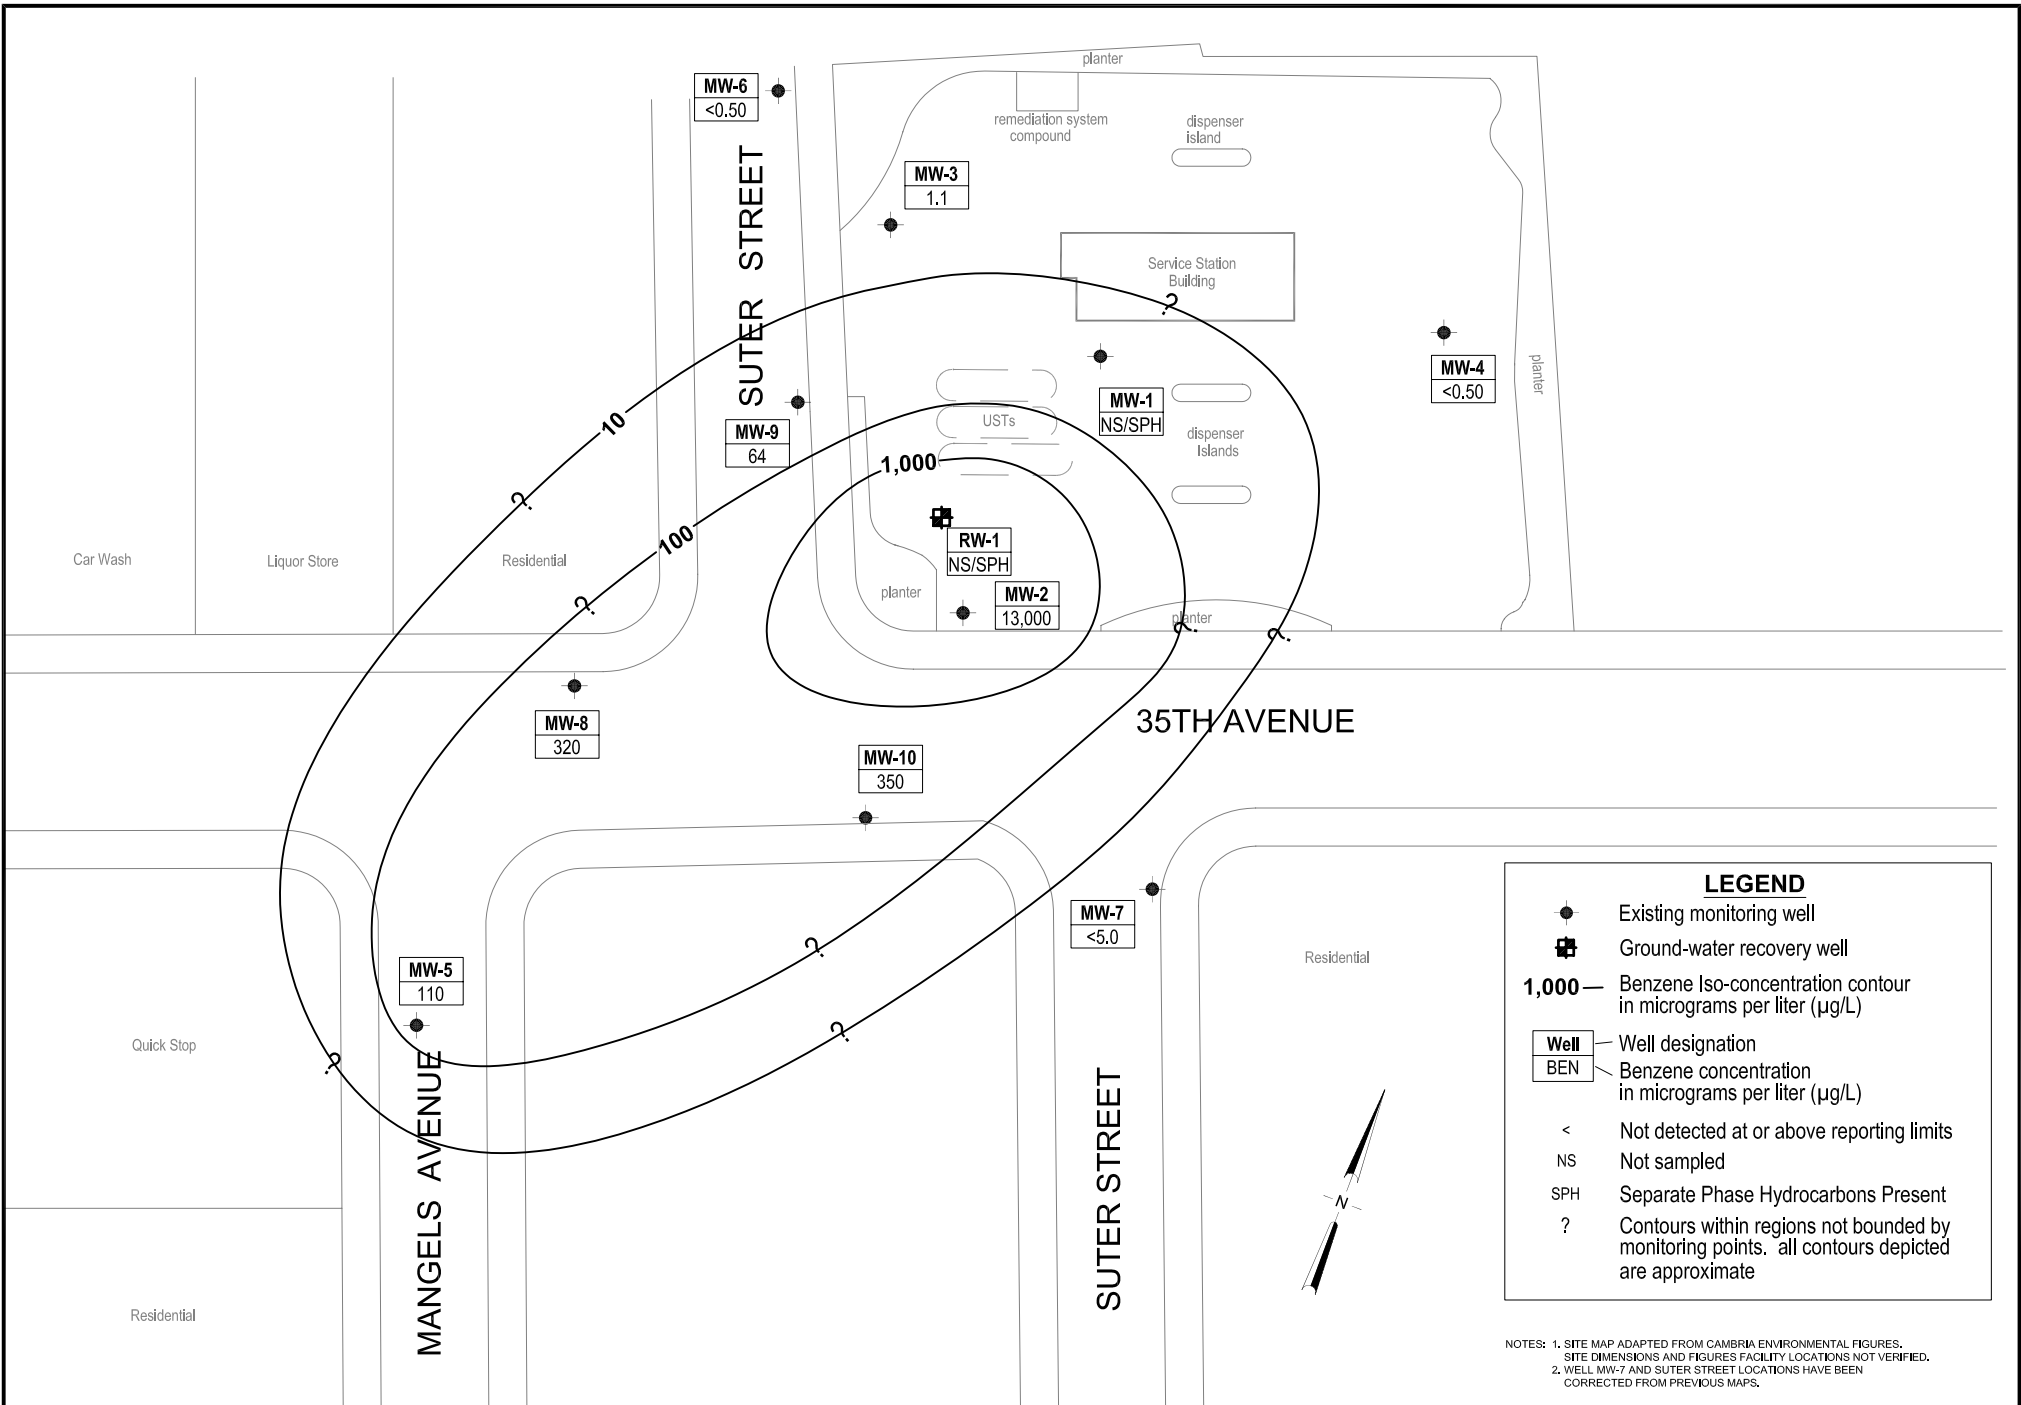 planter
MW-6
<0.50
remediation system
compound
dispenser
island
MW-3
1.1
SUTER STREET
Service Station
Building
?
MW-4
<0.50
planter
MW-1
NS/SPH
10
MW-9
64
USTs
dispenser
Islands
1,000
?
100
RW-1
NS/SPH
Car Wash
Liquor Store
Residential
planter
MW-2
13,000
?
planter
?
?
MW-8
320
35TH AVENUE
MW-10
350
MW-7
<5.0
?
Residential
MW-5
110
?
?
Quick Stop
MANGELS AVENUE
SUTER STREET
N
Residential
LEGEND
Existing monitoring well
Ground-water recovery well
1,000 Benzene Iso-concentration contour
in micrograms per liter (µg/L)
Well Well designation
BEN Benzene concentration
in micrograms per liter (µg/L)
< Not detected at or above reporting limits
NS Not sampled
SPH Separate Phase Hydrocarbons Present
? Contours within regions not bounded by
monitoring points. all contours depicted
are approximate
NOTES: 1. SITE MAP ADAPTED FROM CAMBRIA ENVIRONMENTAL FIGURES.
SITE DIMENSIONS AND FIGURES FACILITY LOCATIONS NOT VERIFIED.
2. WELL MW-7 AND SUTER STREET LOCATIONS HAVE BEEN
CORRECTED FROM PREVIOUS MAPS.